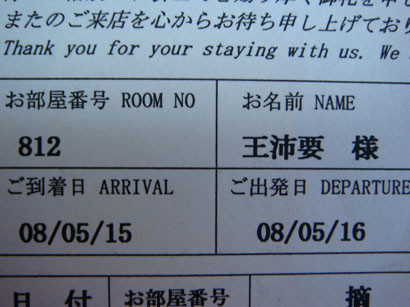 またのご来店を心からお待ち申し上げており
Thank you for your staying with us. We
お部屋番号 ROOM NO お名前 NAME
812 王沛要 様
ご到着日 ARRIVAL ご出発日 DEPARTURE
08/05/15 08/05/16
日 付 お部屋番号 摘